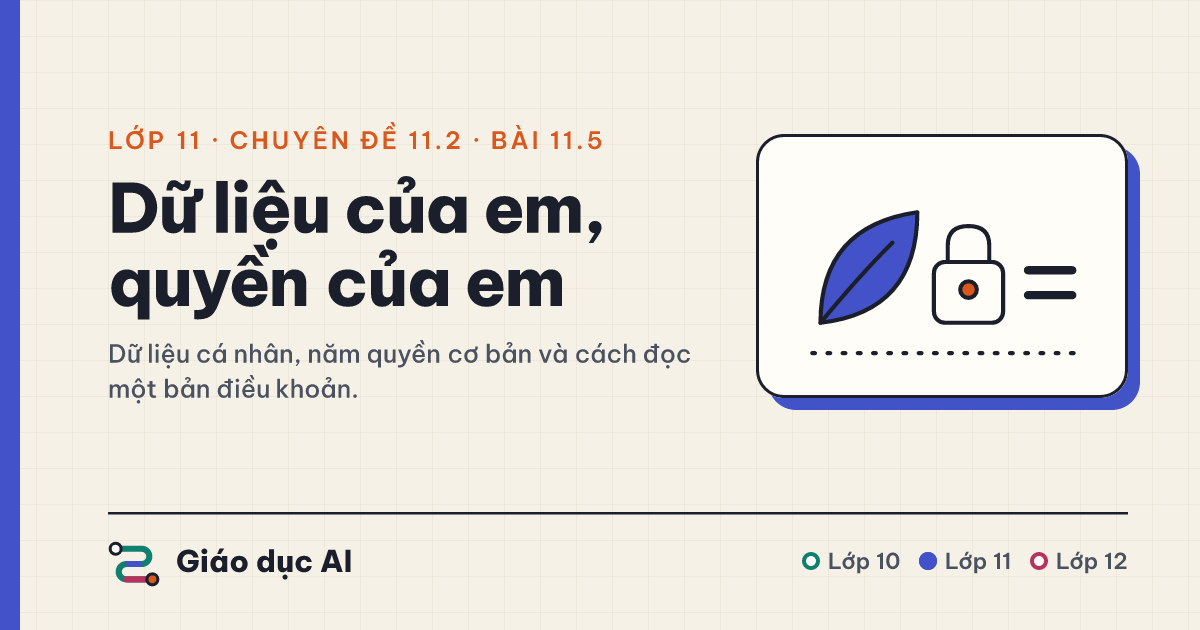 LỚP 11 · CHUYÊN ĐỀ 11.2 · BÀI 11.5
Dữ liệu của em,
quyền của em
Dữ liệu cá nhân, năm quyền cơ bản và cách đọc
một bản điều khoản.
Giáo dục AI
Lớp 10 Lớp 11 Lớp 12